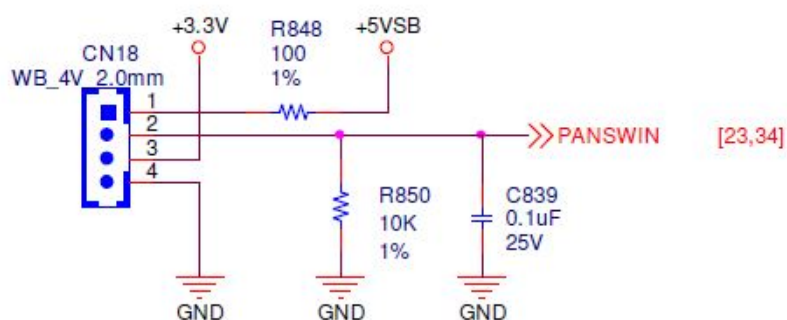 +3.3V
R848
+5VSB
CN18
100
WB_4V_2.0mm
1%
1
2
3
4
PANSWIN [23,34]
R850
10K
1%
C839
0.1uF
25V
GND
GND
GND